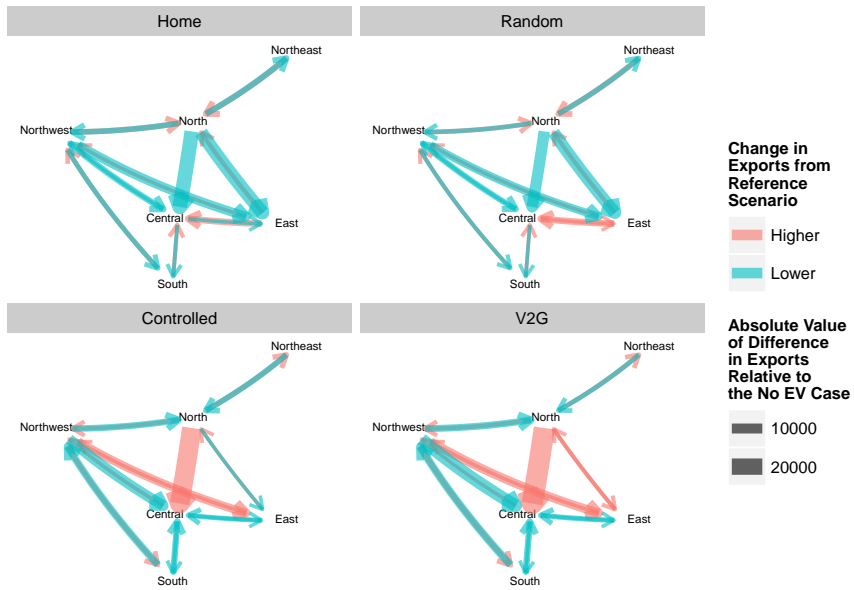 Home
Random
Northeast
Northwest
North
Central
East
South
Northeast
Northwest
North
Central
East
South
Controlled
V2G
Northeast
Northwest
North
Central
East
South
Northeast
Northwest
North
Central
East
South
Change in
Exports from
Reference
Scenario
Higher
Lower
Absolute Value
of Difference
in Exports
Relative to
the No EV Case
10000
20000